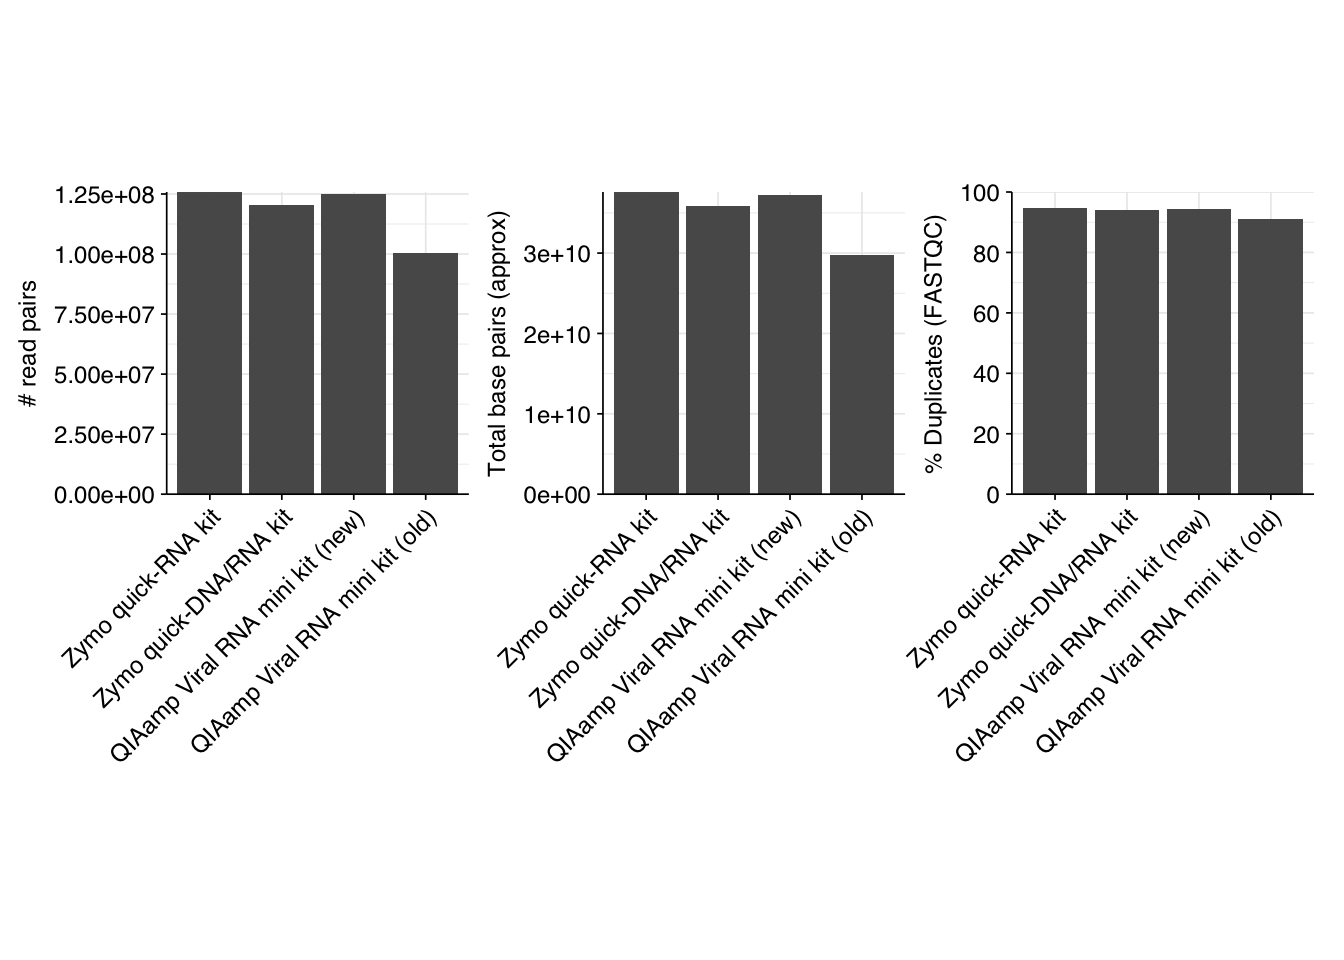 # read pairs
1.25e+08
1.00e+08
7.50e+07
5.00e+07
2.50e+07
0.00e+00
Zymo quick-RNA kit
Zymo quick-DNA/RNA kit
QIAamp Viral RNA mini kit (new)
QIAamp Viral RNA mini kit (old)
Total base pairs (approx)
3e+10
2e+10
1e+10
0e+00
Zymo quick-RNA kit
Zymo quick-DNA/RNA kit
QIAamp Viral RNA mini kit (new)
QIAamp Viral RNA mini kit (old)
% Duplicates (FASTQC)
100
80
60
40
20
0
Zymo quick-RNA kit
Zymo quick-DNA/RNA kit
QIAamp Viral RNA mini kit (new)
QIAamp Viral RNA mini kit (old)